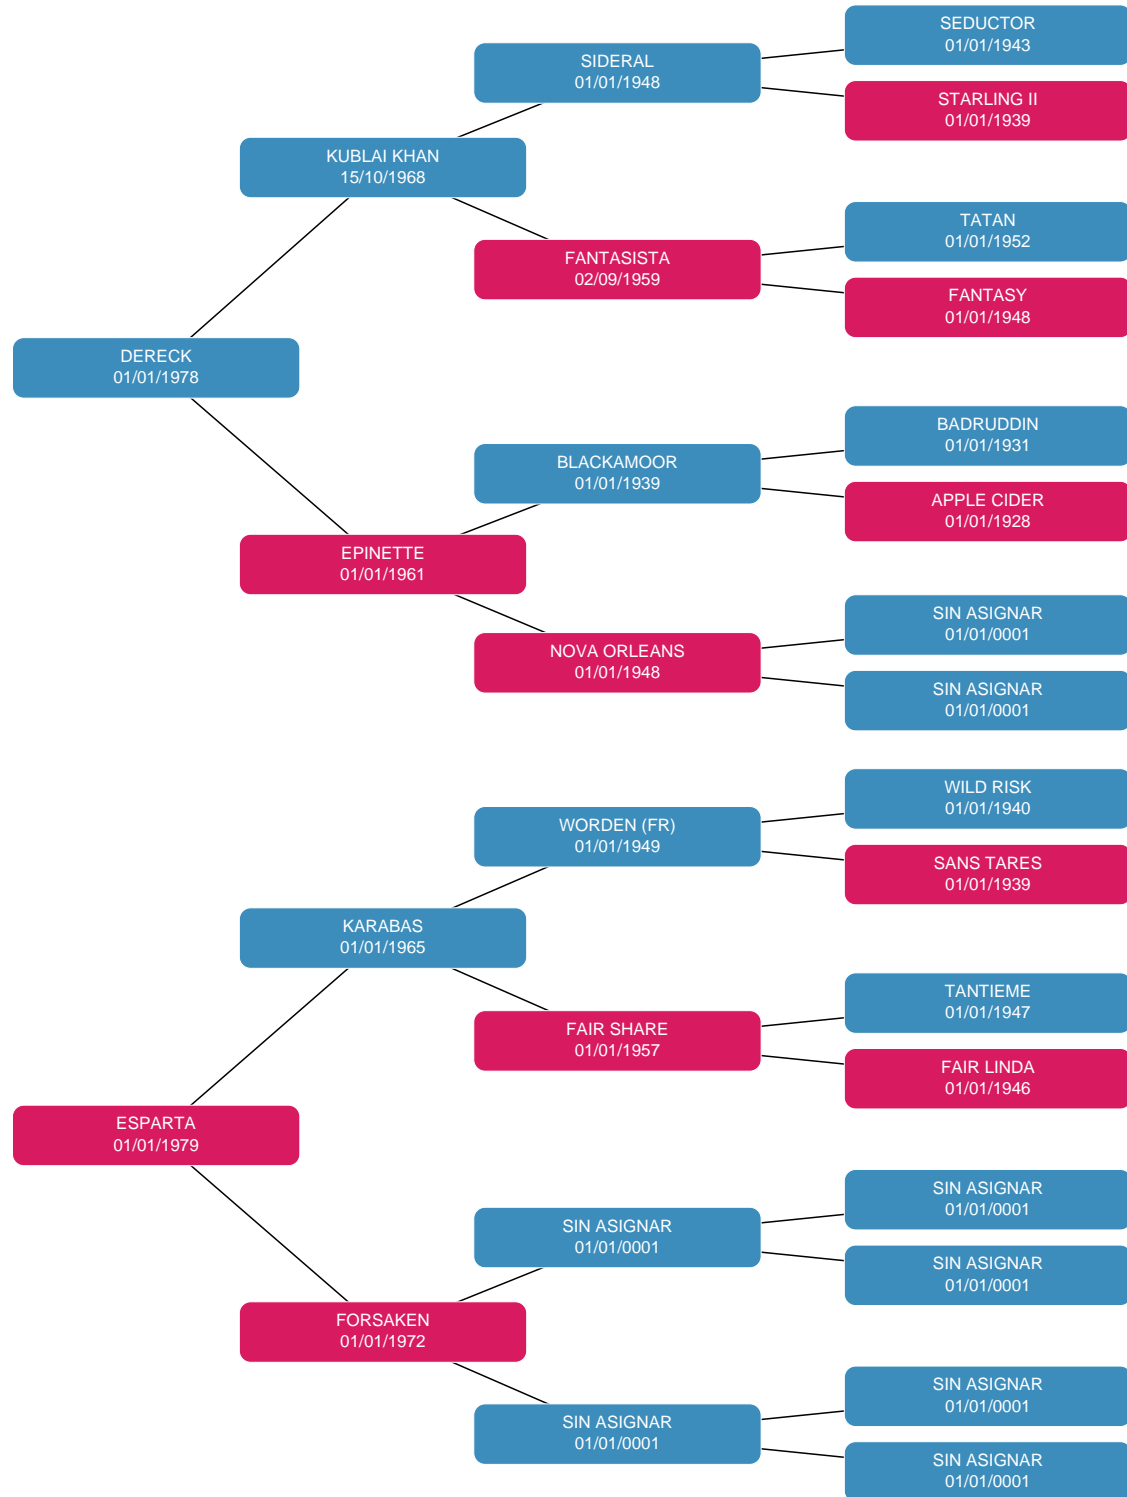 SEDUCTOR
01/01/1943
SIDERAL
01/01/1948
STARLING II
01/01/1939
KUBLAI KHAN
15/10/1968
TATAN
01/01/1952
FANTASISTA
02/09/1959
FANTASY
01/01/1948
DERECK
01/01/1978
BADRUDDIN
01/01/1931
BLACKAMOOR
01/01/1939
APPLE CIDER
01/01/1928
EPINETTE
01/01/1961
SIN ASIGNAR
01/01/0001
NOVA ORLEANS
01/01/1948
SIN ASIGNAR
01/01/0001
WILD RISK
01/01/1940
WORDEN (FR)
01/01/1949
SANS TARES
01/01/1939
KARABAS
01/01/1965
TANTIEME
01/01/1947
FAIR SHARE
01/01/1957
FAIR LINDA
01/01/1946
ESPARTA
01/01/1979
SIN ASIGNAR
01/01/0001
SIN ASIGNAR
01/01/0001
SIN ASIGNAR
01/01/0001
FORSAKEN
01/01/1972
SIN ASIGNAR
01/01/0001
SIN ASIGNAR
01/01/0001
SIN ASIGNAR
01/01/0001